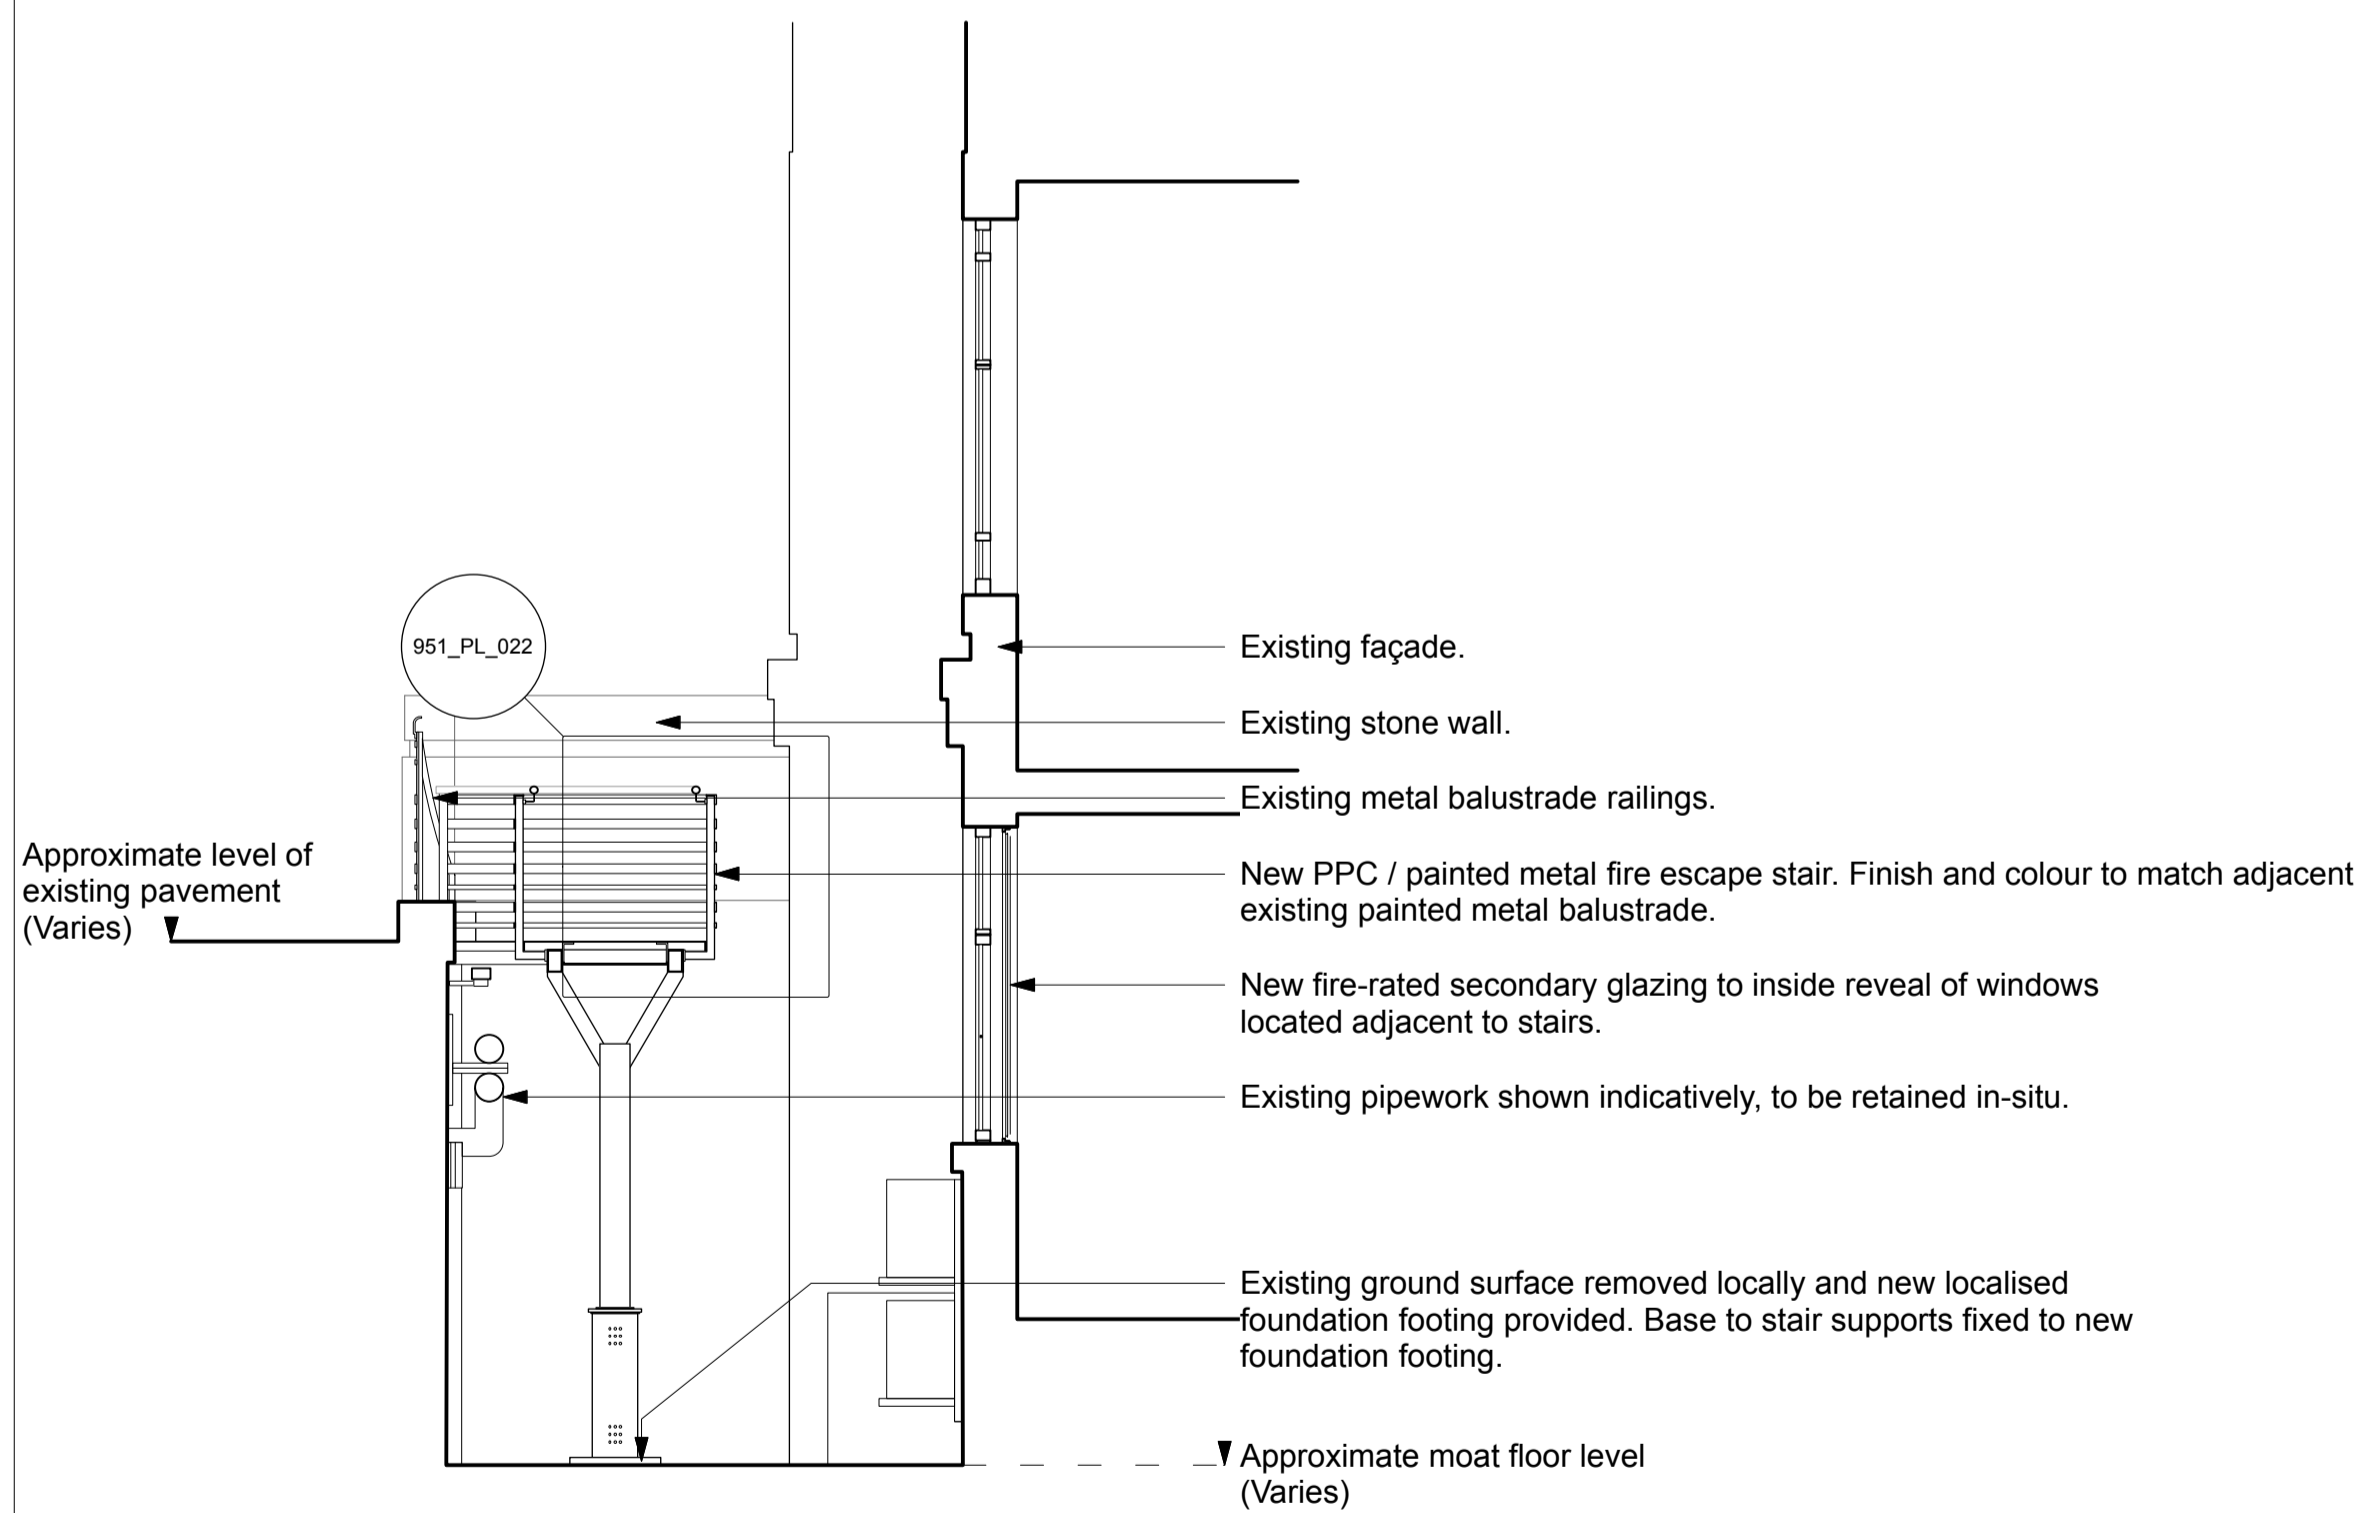 951_PL_022
Existing façade.
Existing stone wall.
Existing metal balustrade railings.
Approximate level of
existing pavement
(Varies)
New PPC / painted metal fire escape stair. Finish and colour to match adjacent
existing painted metal balustrade.
New fire-rated secondary glazing to inside reveal of windows
located adjacent to stairs.
Existing pipework shown indicatively, to be retained in-situ.
Existing ground surface removed locally and new localised
foundation footing provided. Base to stair supports fixed to new
foundation footing.
Approximate moat floor level
(Varies)